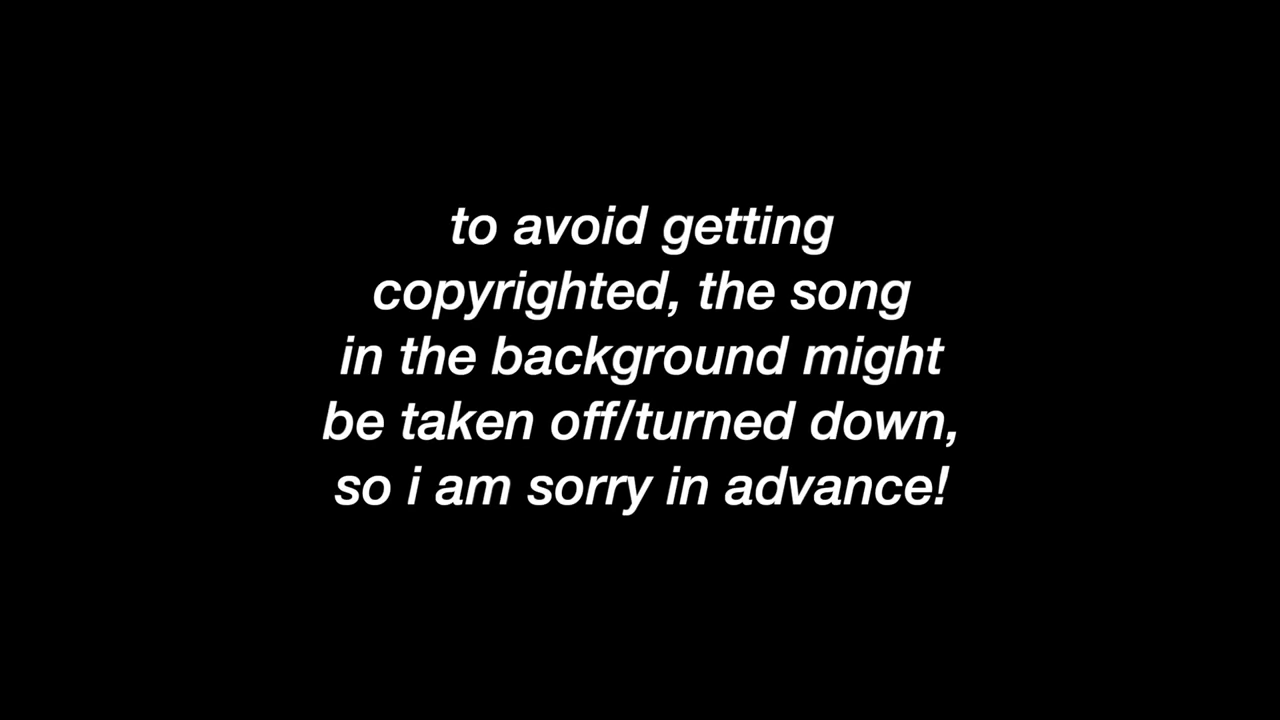 to avoid getting
copyrighted, the song
in the background might
be taken off/turned down,
so i am sorry in advance!